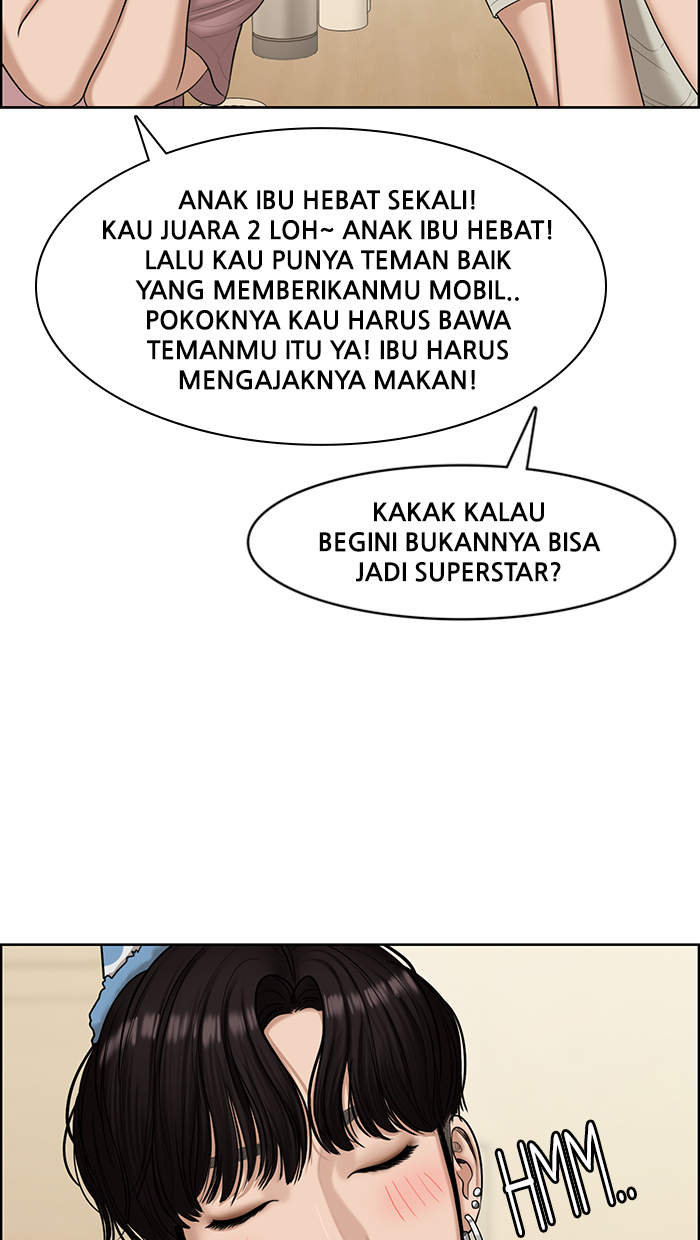 ANAK IBU HEBAT SEKALI!
KAU JUARA 2 LOH~ ANAK IBU HEBAT!
LALU KAU PUNYA TEMAN BAIK
YANG MEMBERIKANMU MOBIL..
POKOKNYA KAU HARUS BAWA
TEMANMU ITU YA! IBU HARUS
MENGAJAKNYA MAKAN!
KAKAK KALAU
BEGINI BUKANNYA BISA
JADI SUPERSTAR?
HMM..